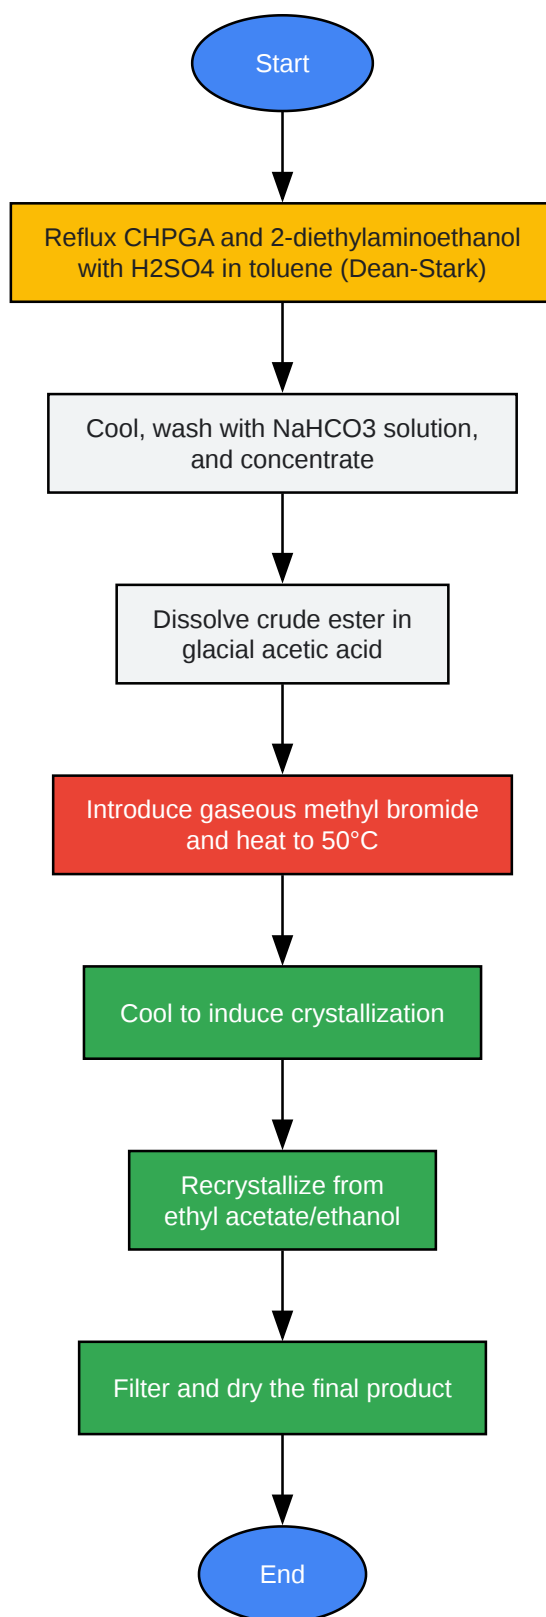 Start
Reflux CHPGA and 2-diethylaminoethanol
with H2SO4 in toluene (Dean-Stark)
Cool, wash with NaHCO3 solution,
and concentrate
Dissolve crude ester in
glacial acetic acid
Introduce gaseous methyl bromide
and heat to 50°C
Cool to induce crystallization
Recrystallize from
ethyl acetate/ethanol
Filter and dry the final product
End